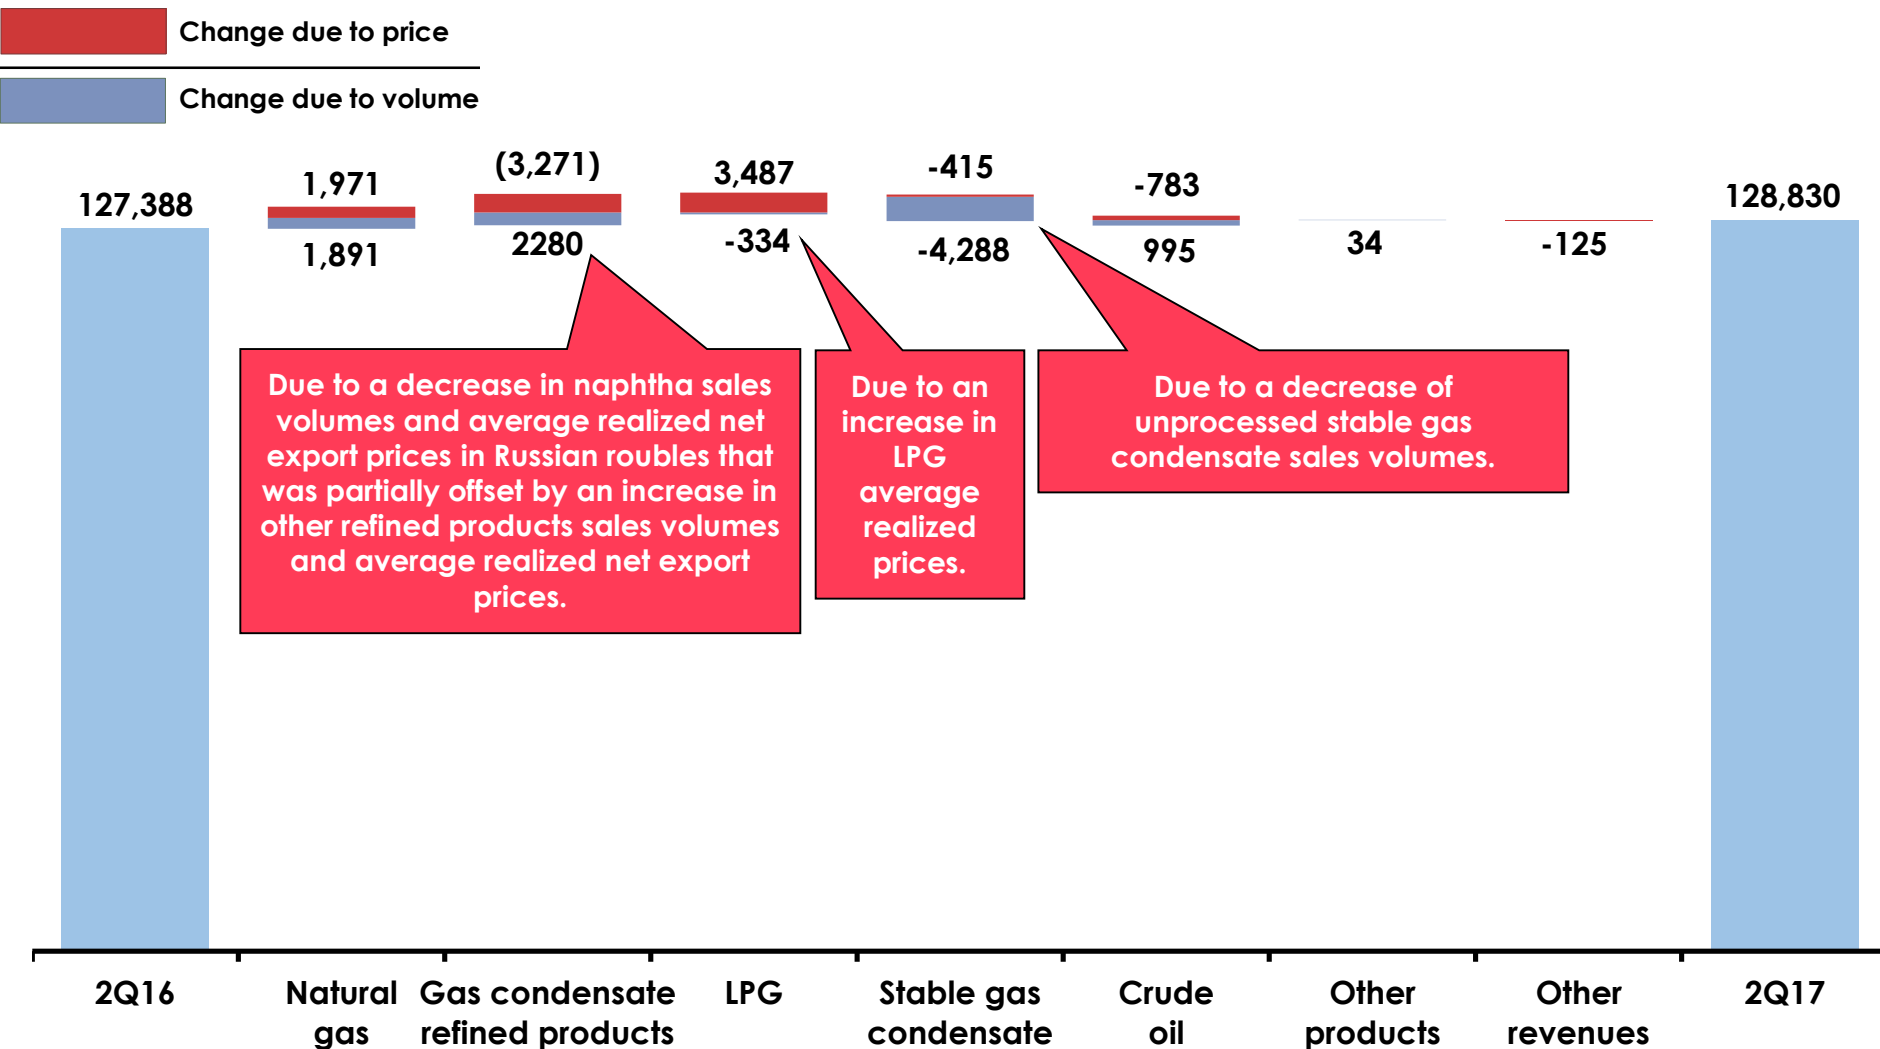 Change due to price
Change due to volume
127,388
1,971
1,891
(3,271)
2280
3,487
-334
-415
-4,288
-783
995
34
-125
128,830
Due to a decrease in naphtha sales
volumes and average realized net
export prices in Russian roubles that
was partially offset by an increase in
other refined products sales volumes
and average realized net export
prices.
Due to an
increase in
LPG
average
realized
prices.
Due to a decrease of
unprocessed stable gas
condensate sales volumes.
2Q16
Natural
gas
Gas condensate
refined products
LPG
Stable gas
condensate
Crude
oil
Other
products
Other
revenues
2Q17